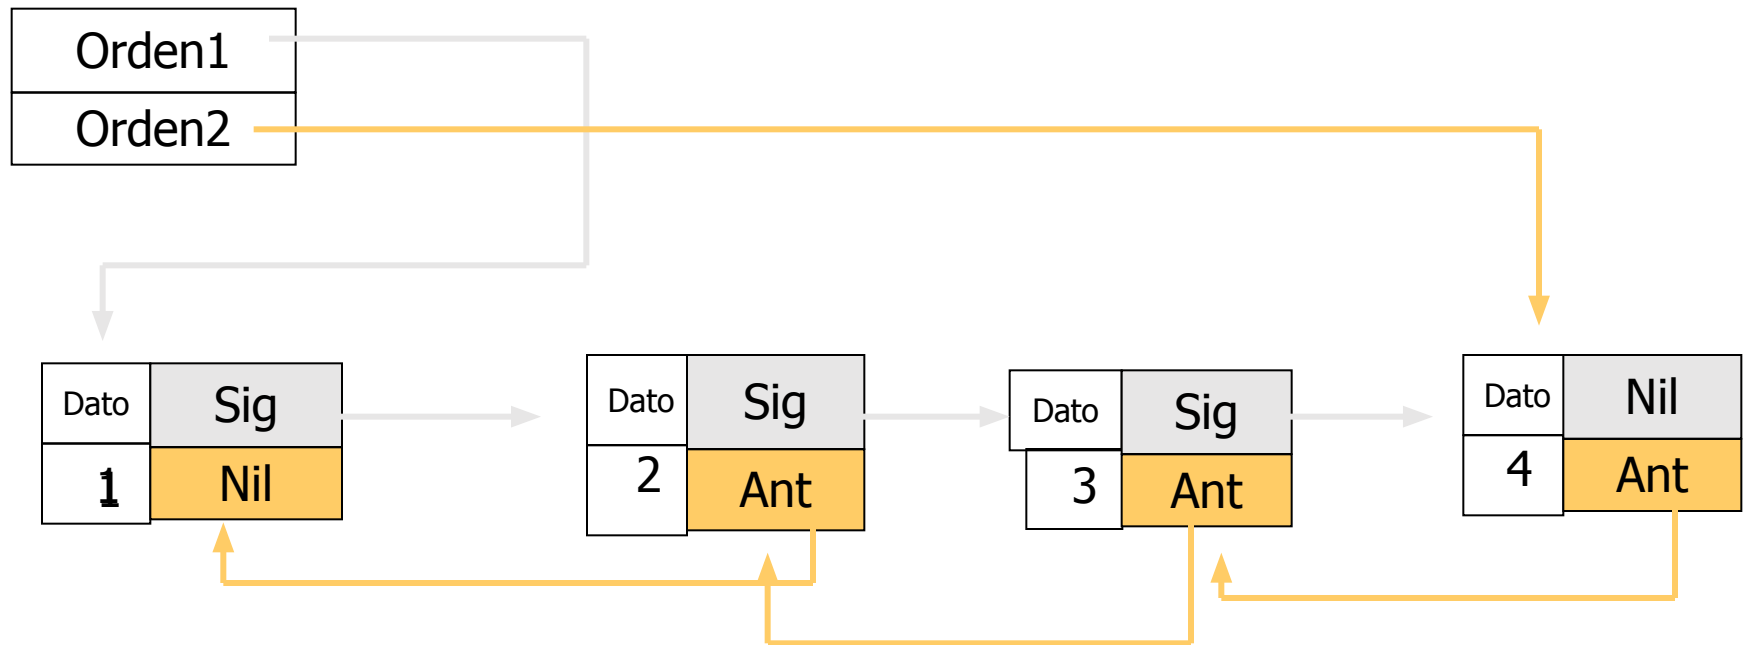 Orden1
Orden2
Dato Sig
1 Nil
Dato Sig
2 Ant
Dato Sig
3 Ant
Dato Nil
4 Ant